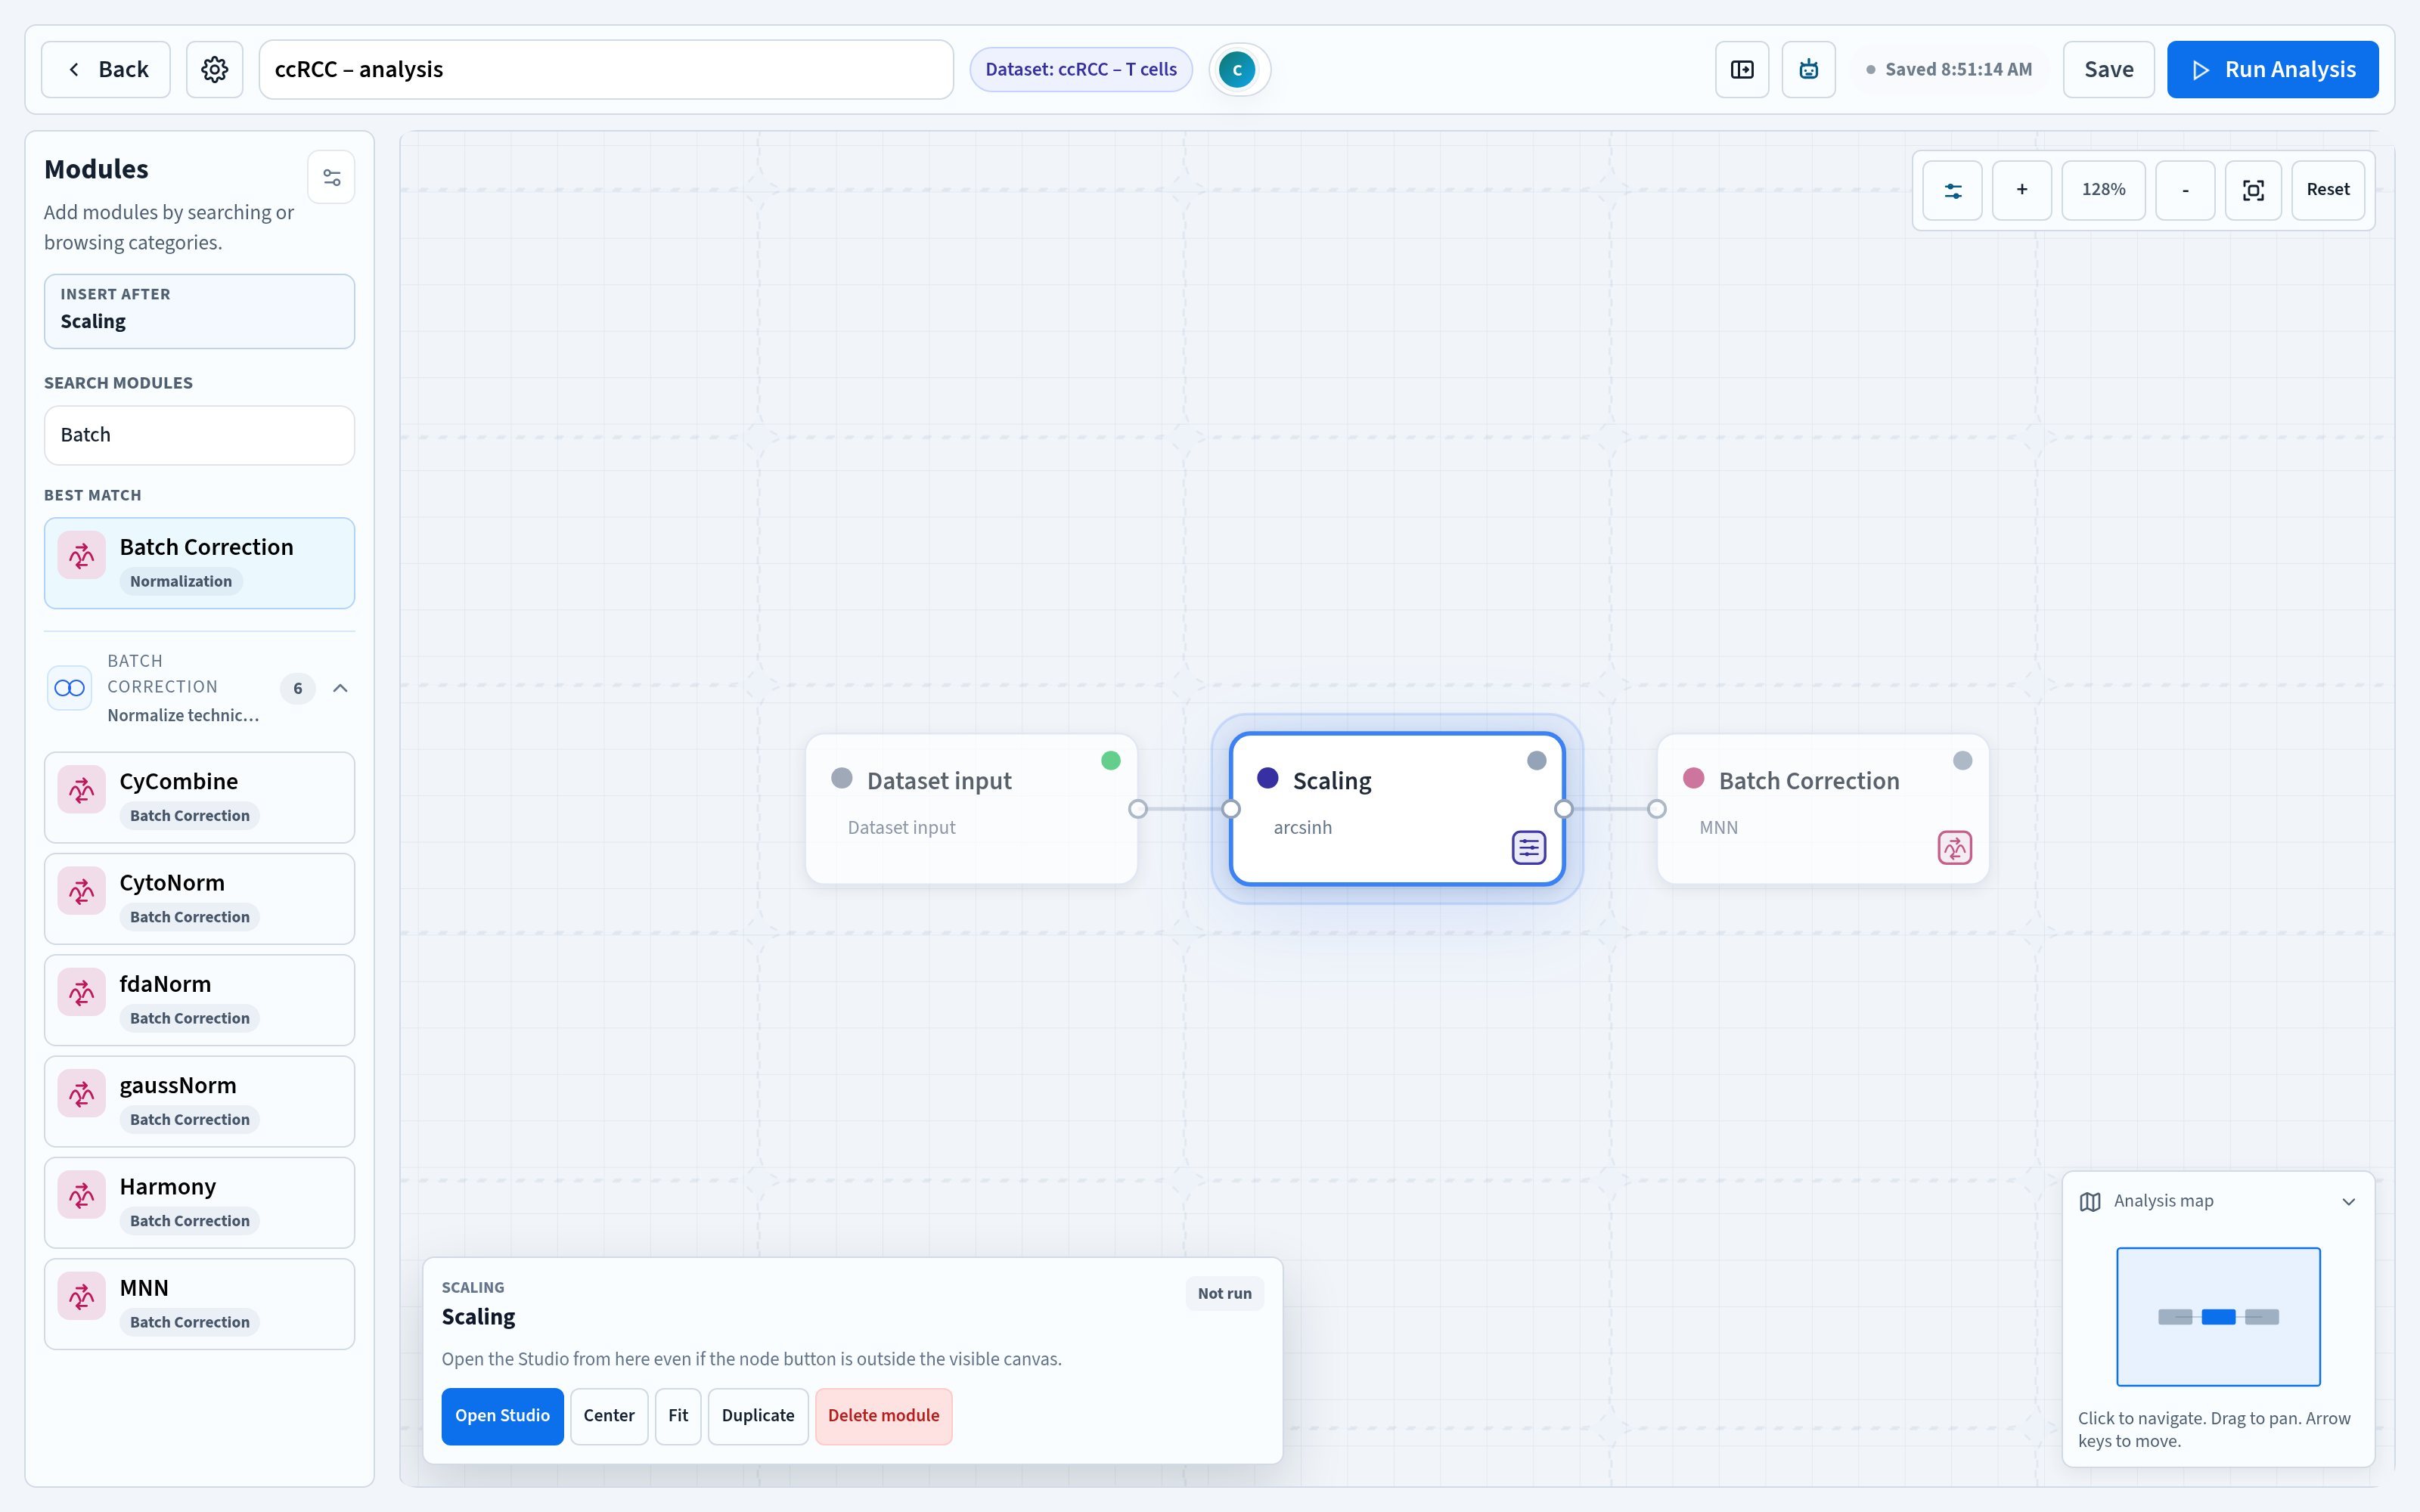 Back
ccRCC – analysis
Dataset: ccRCC – T cells
C
Saved 8:51:14 AM
Save
Run Analysis
Modules
Add modules by searching or
browsing categories.
INSERT AFTER
Scaling
SEARCH MODULES
Batch
BEST MATCH
Batch Correction
Normalization
BATCH
CORRECTION
Normalize technic...
6
CyCombine
Batch Correction
CytoNorm
Batch Correction
fdaNorm
Batch Correction
gaussNorm
Batch Correction
Harmony
Batch Correction
MNN
Batch Correction
+
128%
-
Reset
Dataset input
Dataset input
Scaling
arcsinh
Batch Correction
MNN
SCALING
Scaling
Not run
Open the Studio from here even if the node button is outside the visible canvas.
Open Studio
Center
Fit
Duplicate
Delete module
Analysis map
Click to navigate. Drag to pan. Arrow
keys to move.